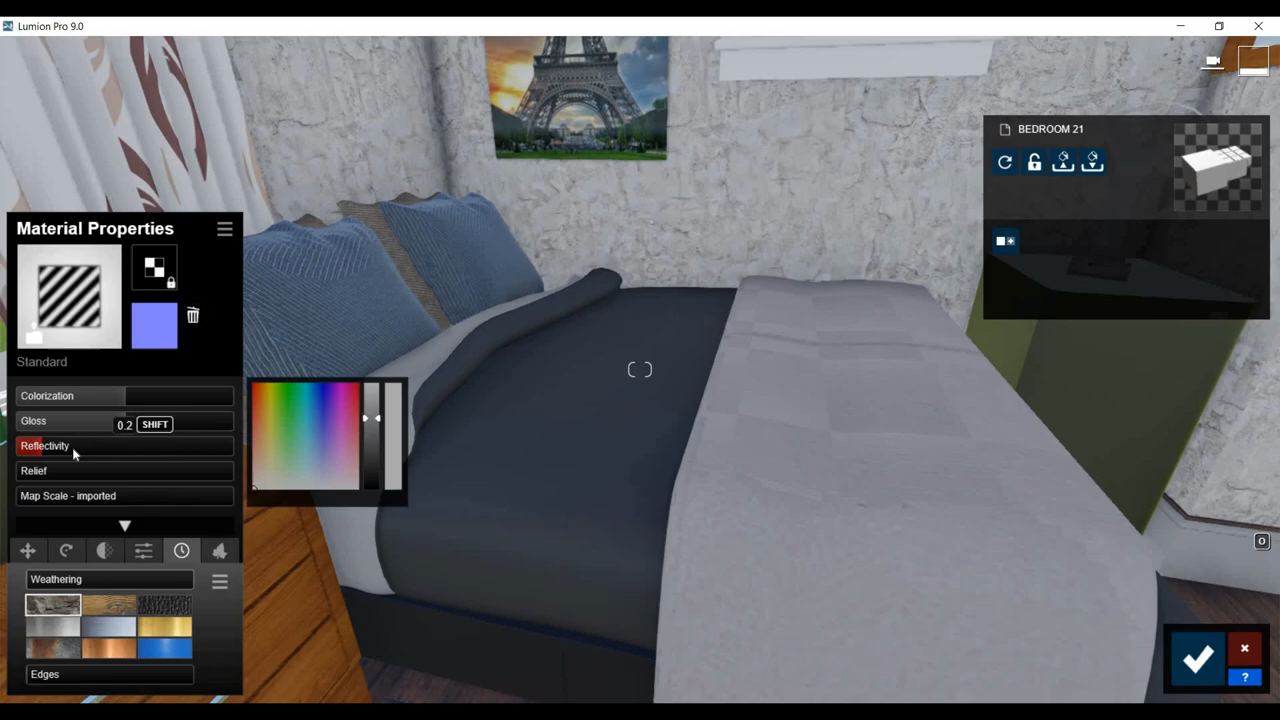 Lumion Pro 9.0
BEDROOM 21
Material Properties
Standard
Colorization
Gloss
0.2 SHIFT
Reflectivity
Relief
Map Scale - imported
O
Weathering
Edges
?